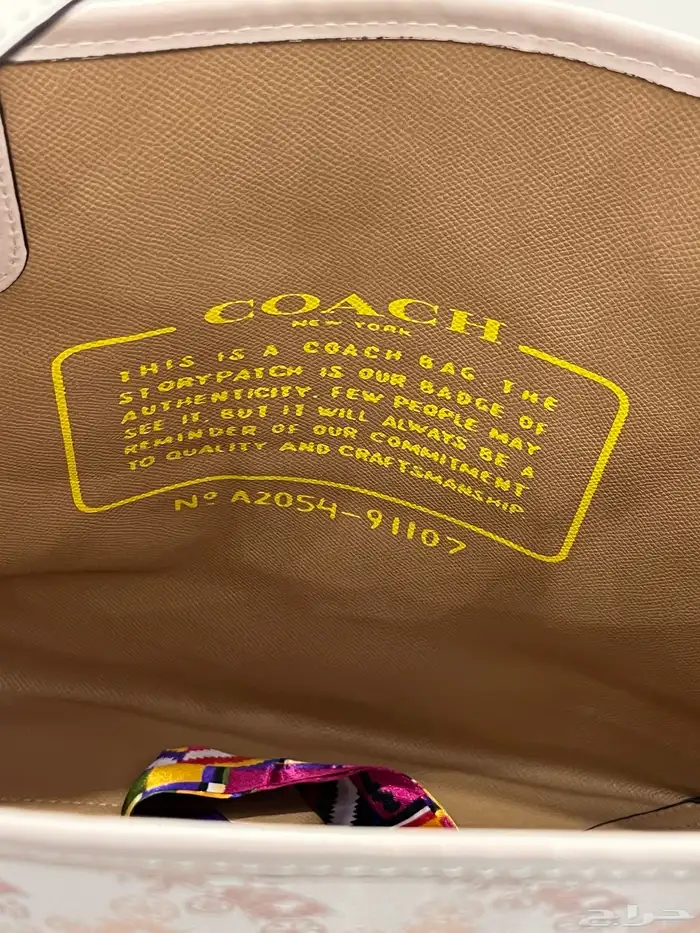 COACH
NEW YORK
THIS IS A COACH BAG. THE
STORYPATCH IS OUR BADGE OF
AUTHENTICITY. FEW PEOPLE MAY
SEE IT. BUT IT WILL ALWAYS BE A
REMINDER OF OUR COMMITMENT
TO QUALITY AND CRAFTSMANSHIP
Nº A2054-91107
حراج